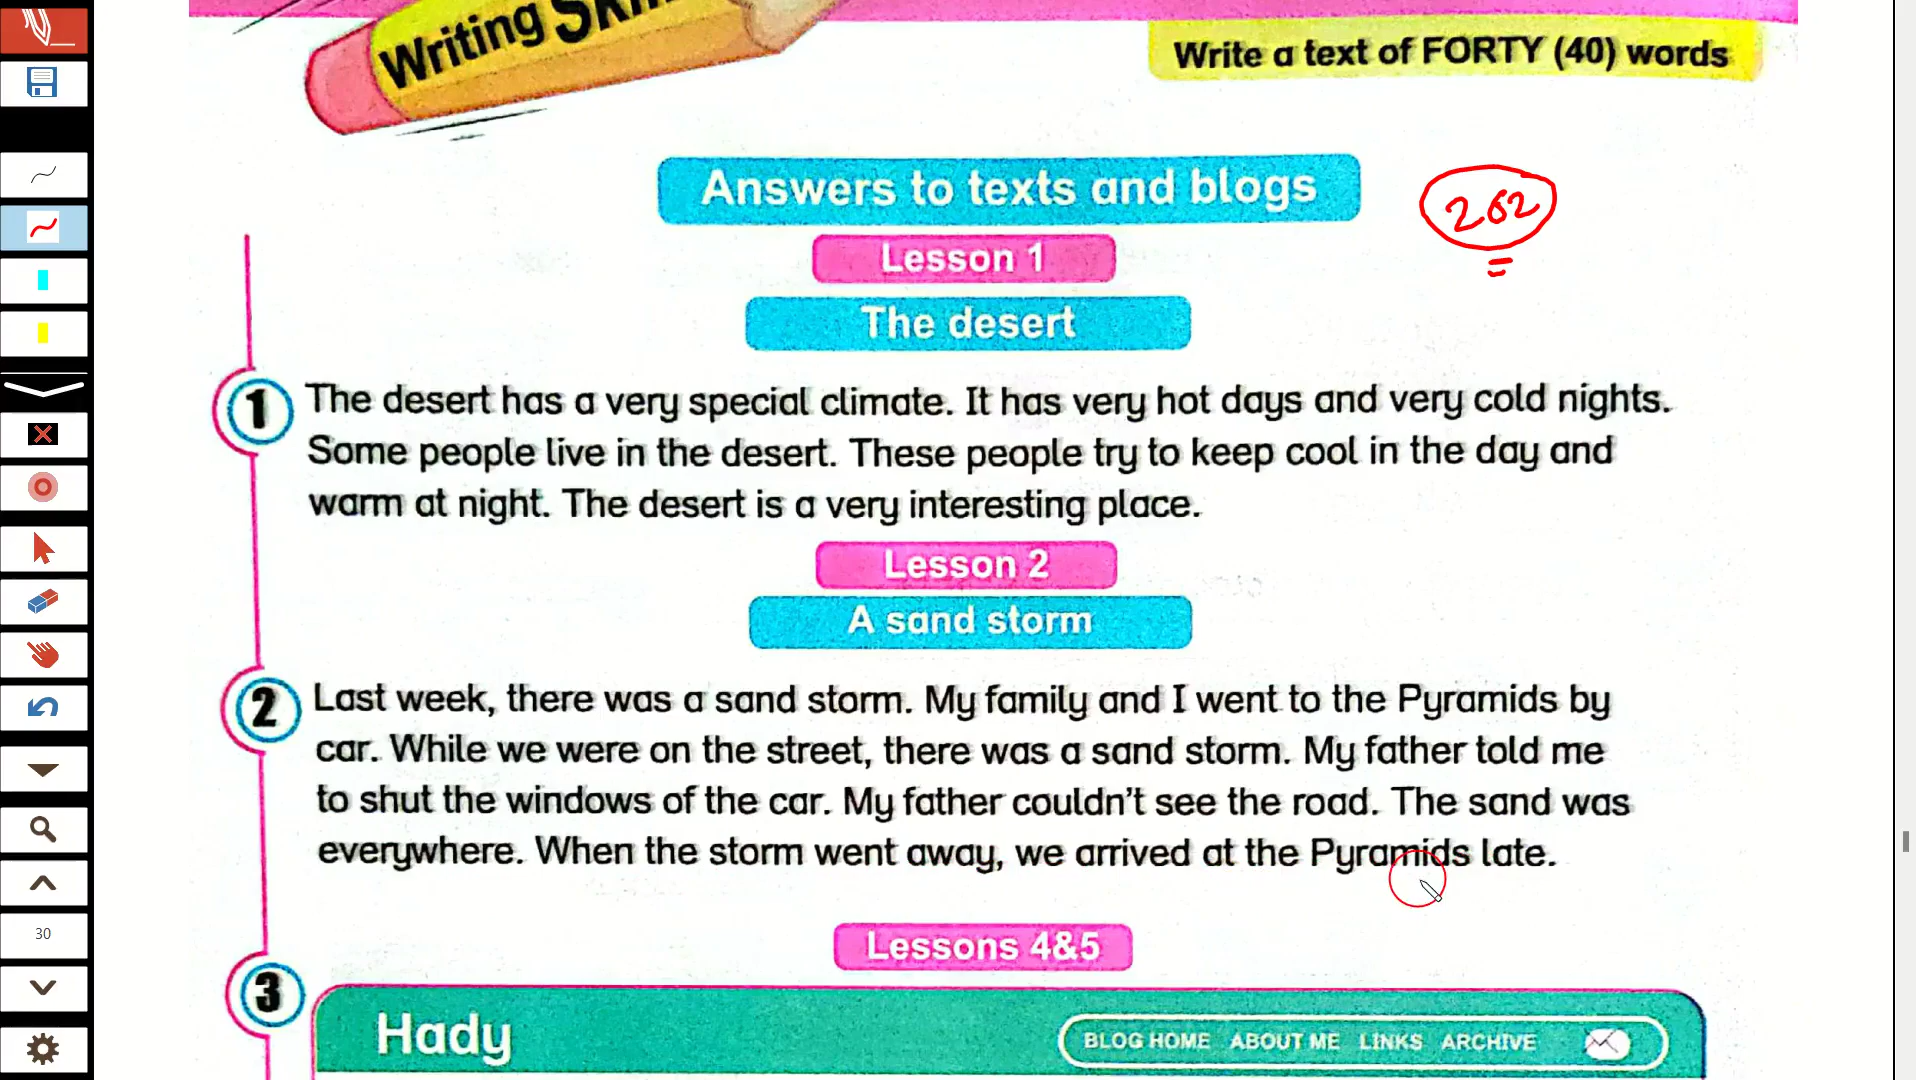 Writing
Write a text of FORTY (40) words
Answers to texts and blogs
262
Lesson 1
The desert
1
The desert has a very special climate. It has very hot days and very cold nights.
Some people live in the desert. These people try to keep cool in the day and
warm at night. The desert is a very interesting place.
Lesson 2
A sand storm
2
Last week, there was a sand storm. My family and I went to the Pyramids by
car. While we were on the street, there was a sand storm. My father told me
to shut the windows of the car. My father couldn't see the road. The sand was
everywhere. When the storm went away, we arrived at the Pyramids late.
Lessons 4&5
3
Hady
BLOG HOME ABOUT ME LINKS ARCHIVE
30